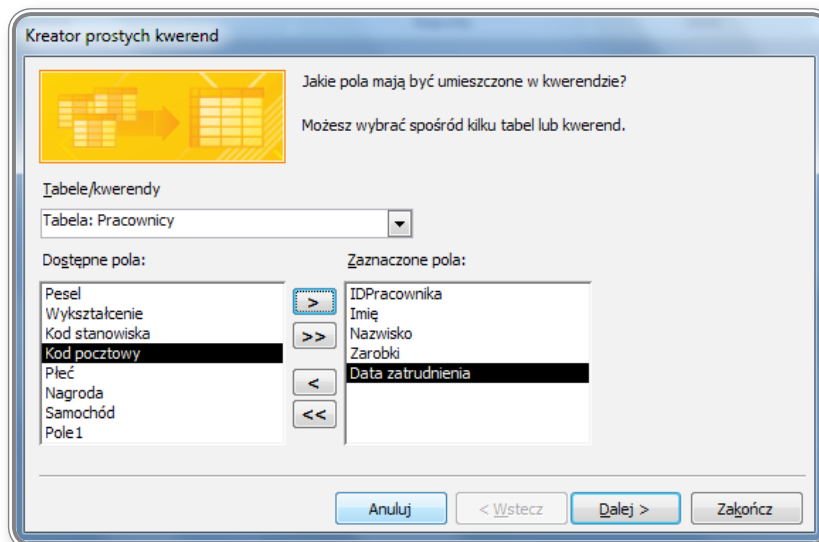 Kreator prostych kwerend
Jakie pola mają być umieszczone w kwerendzie?
Możesz wybrać spośród kilku tabel lub kwerend.
Tabele/kwerendy
Tabela: Pracownicy
Dostępne pola:
Pesel
Wykształcenie
Kod stanowiska
Kod pocztowy
Płeć
Nagroda
Samochód
Pole1
>
>>
<
<<
Zaznaczone pola:
IDPracownika
Imię
Nazwisko
Zarobki
Data zatrudnienia
Anuluj
< Wstecz
Dalej >
Zakończ